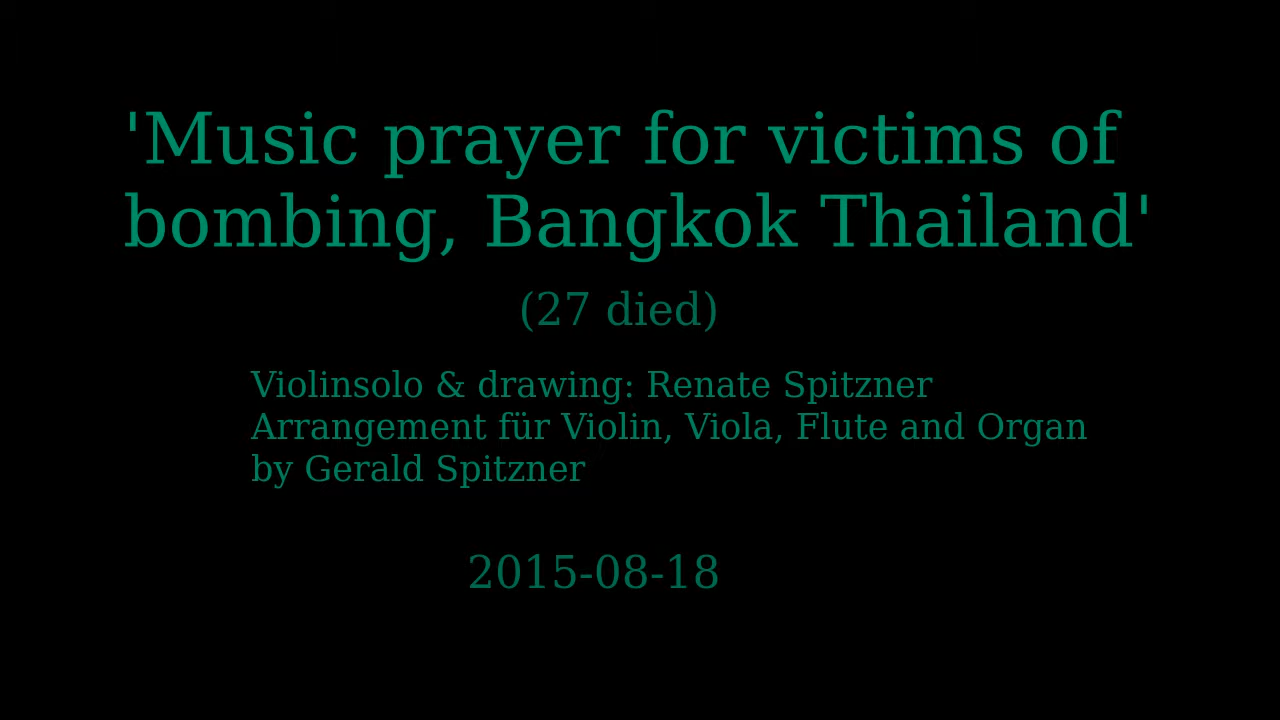 'Music prayer for victims of
bombing, Bangkok Thailand'
(27 died)
Violinsolo & drawing: Renate Spitzner
Arrangement für Violin, Viola, Flute and Organ
by Gerald Spitzner
2015-08-18